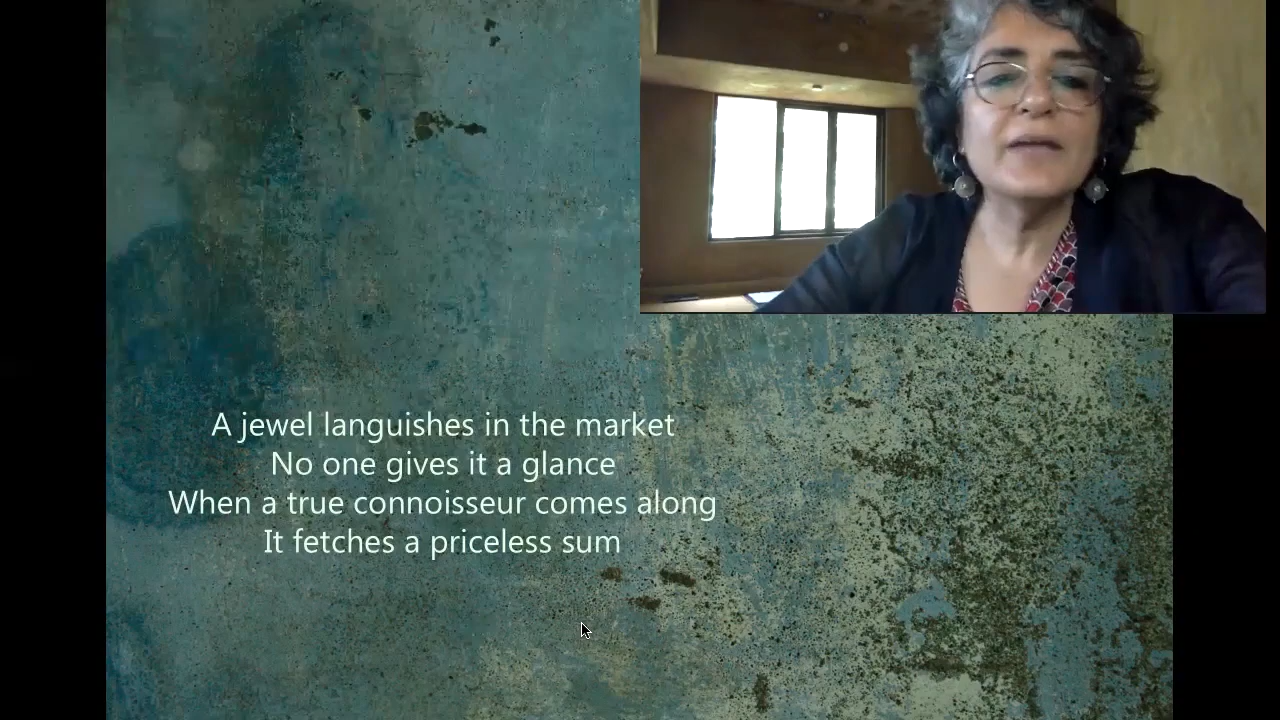 A jewel languishes in the market
No one gives it a glance
When a true connoisseur comes along
It fetches a priceless sum